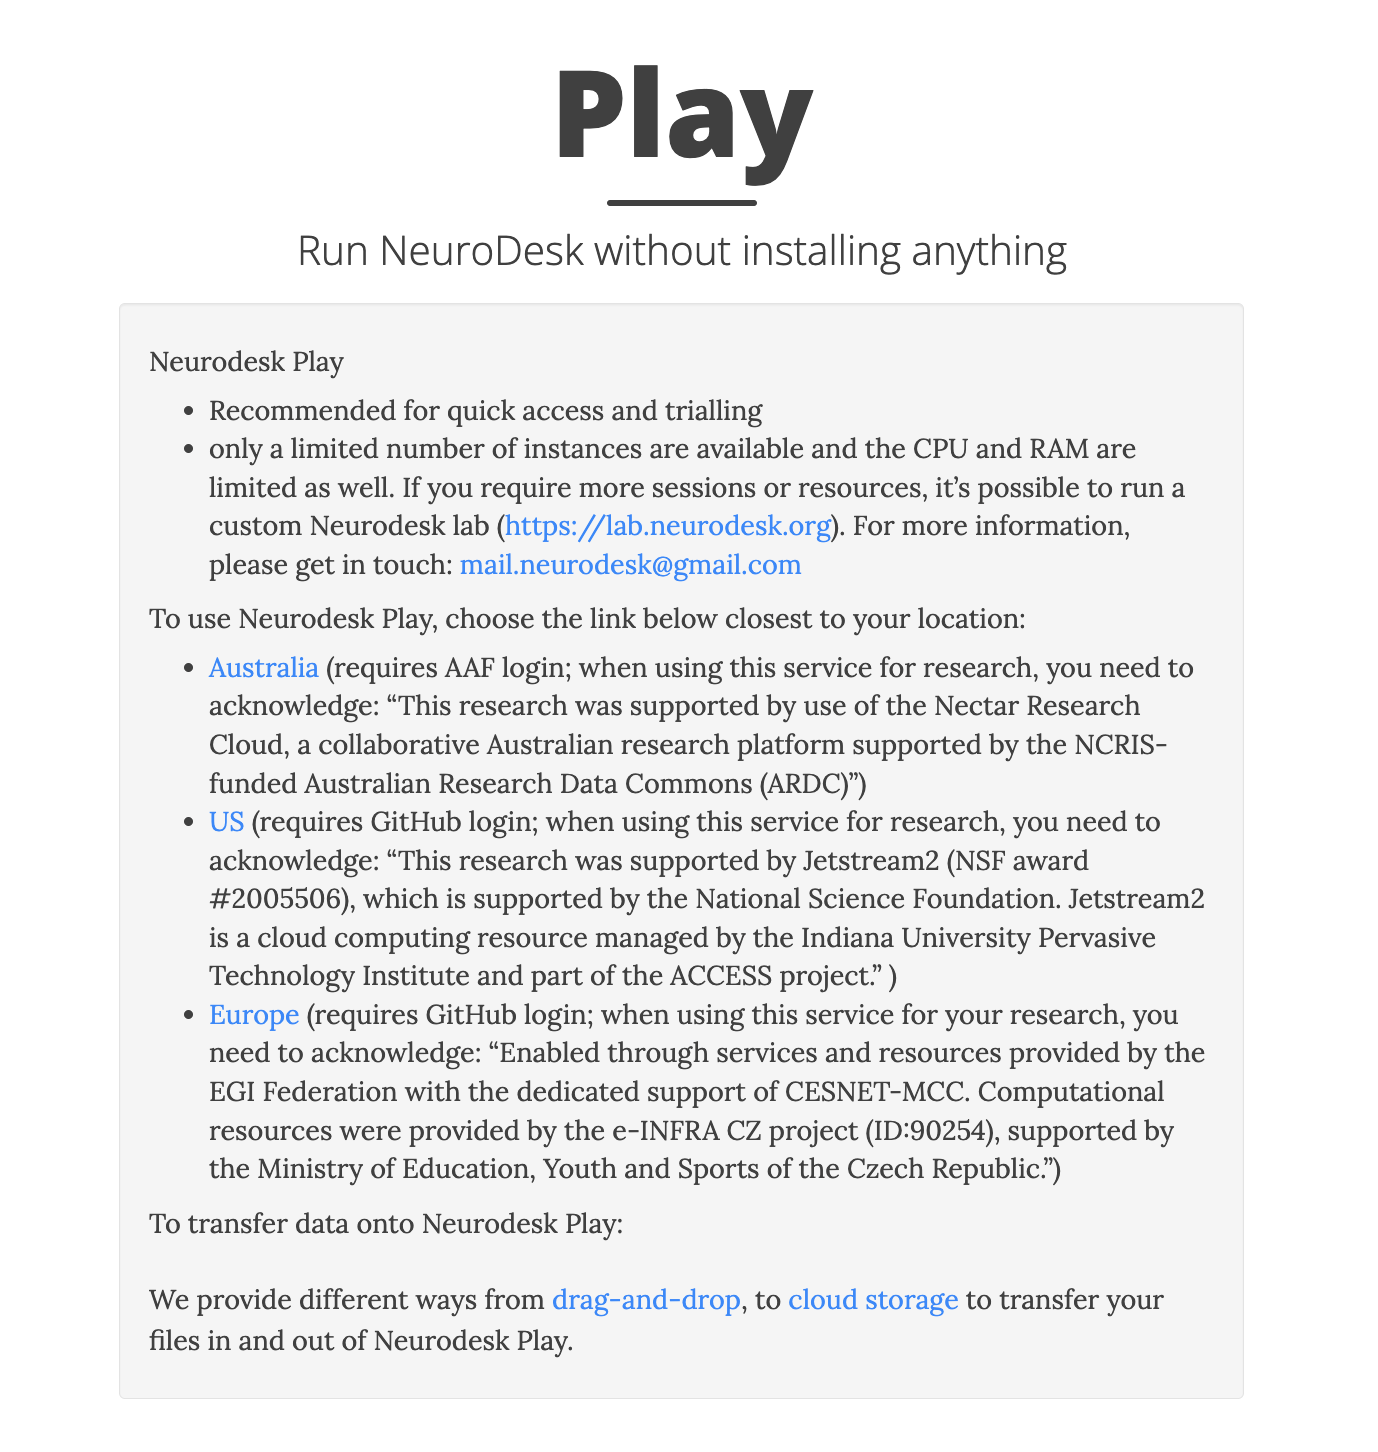 Play
Run NeuroDesk without installing anything
Neurodesk Play
• Recommended for quick access and trialling
• only a limited number of instances are available and the CPU and RAM are
limited as well. If you require more sessions or resources, it’s possible to run a
custom Neurodesk lab (https://lab.neurodesk.org). For more information,
please get in touch: mail.neurodesk@gmail.com
To use Neurodesk Play, choose the link below closest to your location:
• Australia (requires AAF login; when using this service for research, you need to
acknowledge: “This research was supported by use of the Nectar Research
Cloud, a collaborative Australian research platform supported by the NCRIS-
funded Australian Research Data Commons (ARDC)”)
• US (requires GitHub login; when using this service for research, you need to
acknowledge: “This research was supported by Jetstream2 (NSF award
#2005506), which is supported by the National Science Foundation. Jetstream2
is a cloud computing resource managed by the Indiana University Pervasive
Technology Institute and part of the ACCESS project.” )
• Europe (requires GitHub login; when using this service for your research, you
need to acknowledge: “Enabled through services and resources provided by the
EGI Federation with the dedicated support of CESNET-MCC. Computational
resources were provided by the e-INFRA CZ project (ID:90254), supported by
the Ministry of Education, Youth and Sports of the Czech Republic.”)
To transfer data onto Neurodesk Play:
We provide different ways from drag-and-drop, to cloud storage to transfer your
files in and out of Neurodesk Play.